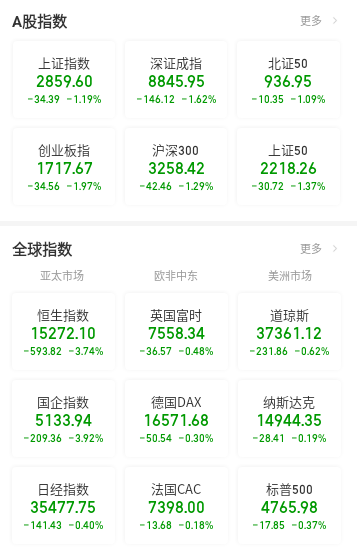 A股指数 更多
上证指数 深证成指 北证50
2859.60 8845.95 936.95
-34.39 -1.19% -146.12 -1.62% -10.35 -1.09%
创业板指 沪深300 上证50
1717.67 3258.42 2218.26
-34.56 -1.97% -42.46 -1.29% -30.72 -1.37%
全球指数 更多
亚太市场 欧非中东 美洲市场
恒生指数 英国富时 道琼斯
15272.10 7558.34 37361.12
-593.82 -3.74% -36.57 -0.48% -231.86 -0.62%
国企指数 德国DAX 纳斯达克
5133.94 16571.68 14944.35
-209.36 -3.92% -50.54 -0.30% -28.41 -0.19%
日经指数 法国CAC 标普500
35477.75 7398.00 4765.98
-141.43 -0.40% -13.68 -0.18% -17.85 -0.37%